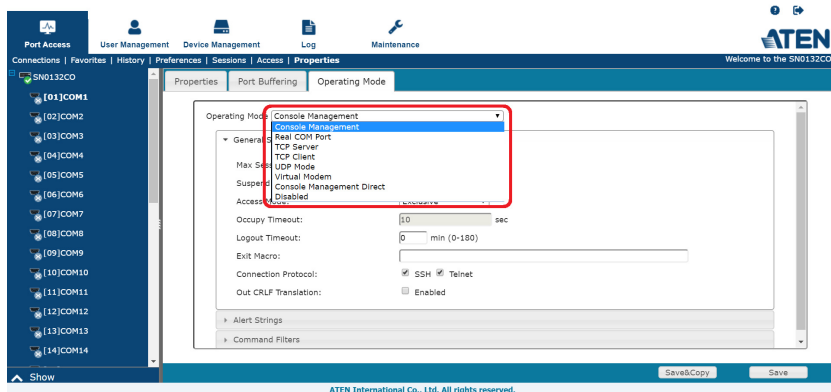 ATEN
Port Access User Management Device Management Log Maintenance
Connections | Favorites | History | Preferences | Sessions | Access | Properties
Welcome to the SN0132CO
SN0132CO
[01]COM1
[02]COM2
[03]COM3
[04]COM4
[05]COM5
[06]COM6
[07]COM7
[08]COM8
[09]COM9
[10]COM10
[11]COM11
[12]COM12
[13]COM13
[14]COM14
Show
Properties Port Buffering Operating Mode
Operating Mode Console Management
Console Management
Real COM Port
TCP Server
TCP Client
UDP Mode
Virtual Modem
Console Management Direct
Disabled
General S
Max Sess
Suspend
Access Mode: Exclusive
Occupy Timeout: 10 sec
Logout Timeout: 0 min (0-180)
Exit Macro:
Connection Protocol: SSH Telnet
Out CRLF Translation: Enabled
Alert Strings
Command Filters
Save&Copy Save
ATEN International Co., Ltd. All rights reserved.